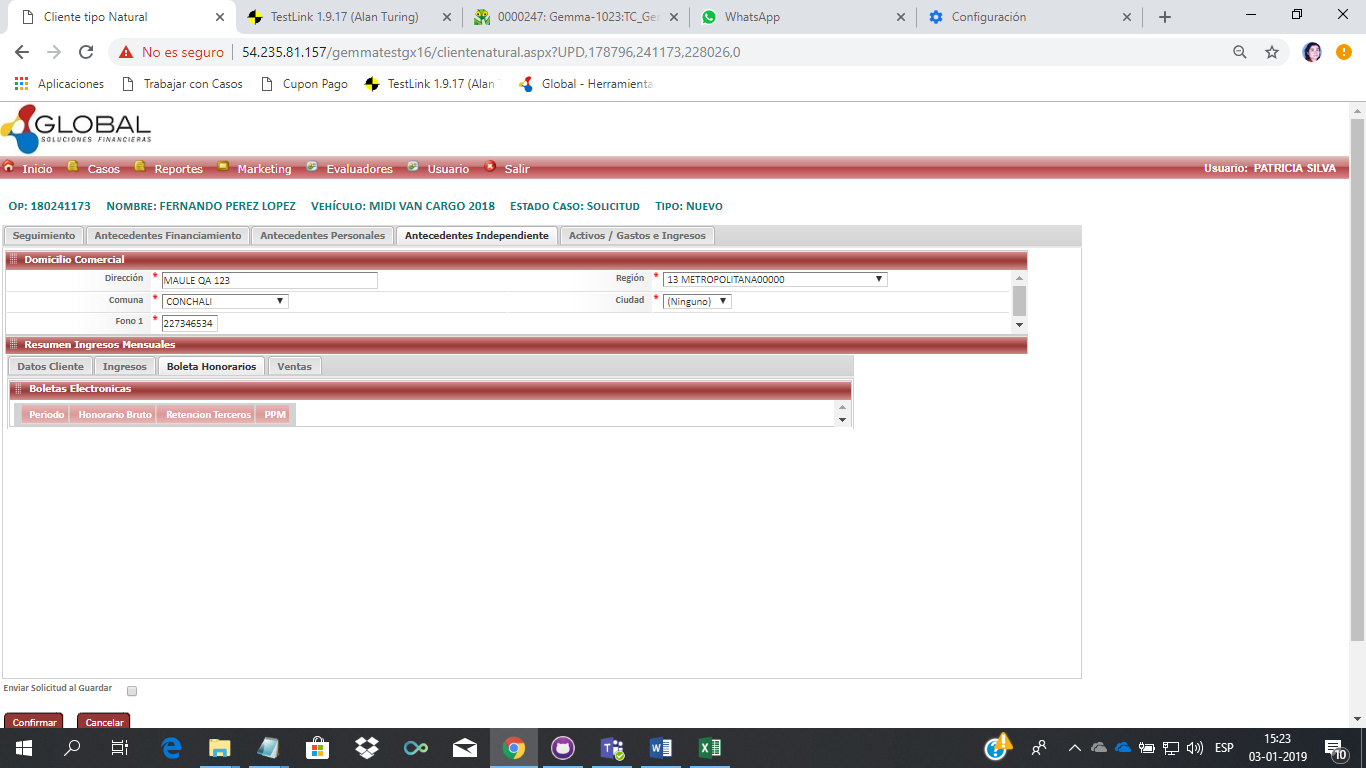 Cliente tipo Natural
TestLink 1.9.17 (Alan Turing)
0000247: Gemma-1023:TC_Ger
WhatsApp
Configuración
No es seguro 54.235.81.157/gemmatestgx16/clientenatural.aspx?UPD,178796,241173,228026,0
Aplicaciones Trabajar con Casos Cupon Pago TestLink 1.9.17 (Alan Global - Herramienta
GLOBAL
SOLUCIONES FINANCIERAS
Inicio Casos Reportes Marketing Evaluadores Usuario Salir Usuario: PATRICIA SILVA
OP: 180241173 NOMBRE: FERNANDO PEREZ LOPEZ VEHÍCULO: MIDI VAN CARGO 2018 ESTADO CASO: SOLICITUD TIPO: NUEVO
Seguimiento Antecedentes Financiamiento Antecedentes Personales Antecedentes Independiente Activos / Gastos e Ingresos
Domicilio Comercial
Dirección * MAULE QA 123 Región * 13 METROPOLITANA00000
Comuna * CONCHALI Ciudad * (Ninguno)
Fono 1 * 227346534
Resumen Ingresos Mensuales
Datos Cliente Ingresos Boleta Honorarios Ventas
Boletas Electronicas
Periodo Honorario Bruto Retencion Terceros PPM
Enviar Solicitud al Guardar
Confirmar Cancelar
ESP
15:23
03-01-2019
10